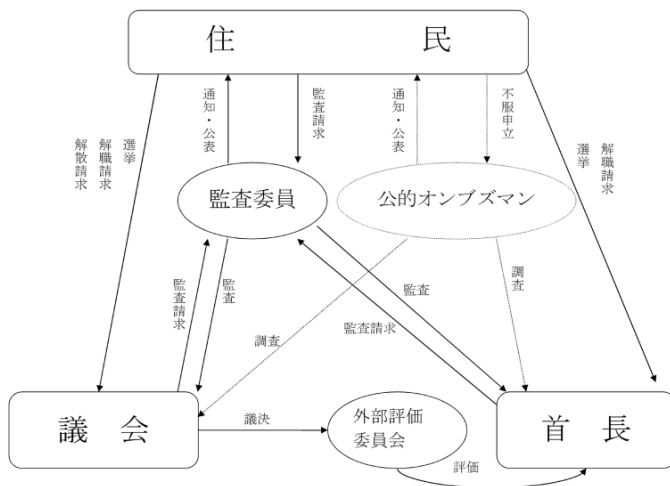 住　民
通知・公表
監査請求
通知・公表
不服申立
選挙
解職請求
解散請求
解職請求
選挙
監査委員
公的オンブズマン
監査請求
監査
調査
監査
監査請求
調査
議　会
議決
外部評価
委員会
評価
首　長